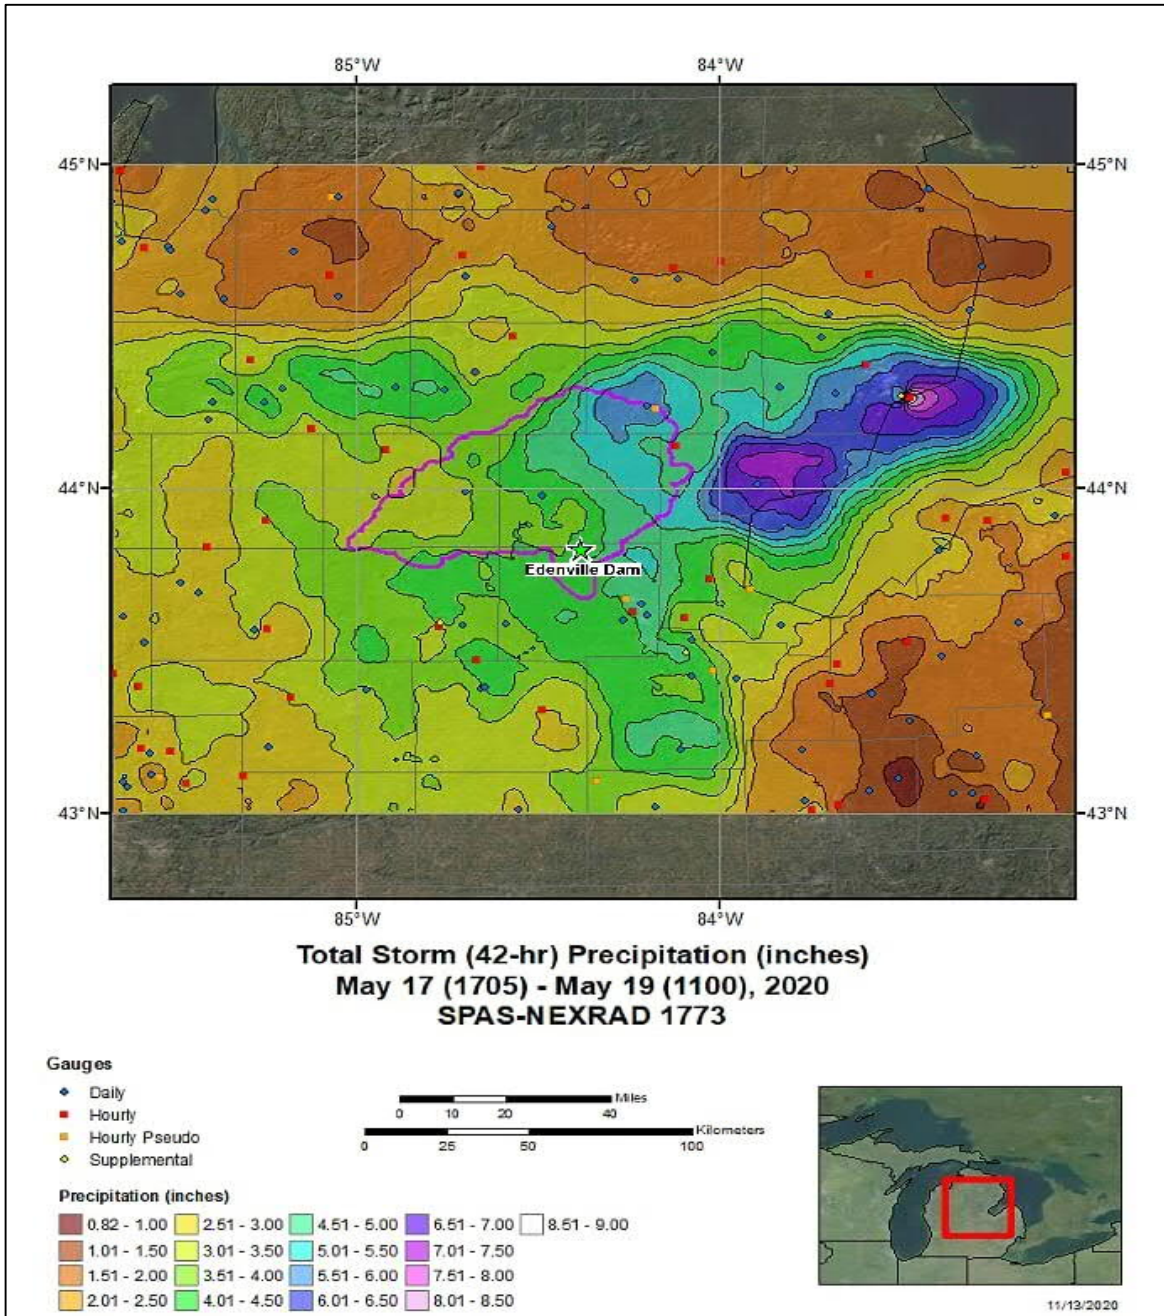 85°W 84°W
45°N 45°N
44°N 44°N
Edenville Dam
43°N 43°N
85°W 84°W
Total Storm (42-hr) Precipitation (inches)
May 17 (1705) - May 19 (1100), 2020
SPAS-NEXRAD 1773
Gauges
Daily
Hourly
Hourly Pseudo
Supplemental
Miles
0 10 20 40
Kilometers
0 25 50 100
Precipitation (inches)
0.82 - 1.00 2.51 - 3.00 4.51 - 5.00 6.51 - 7.00 8.51 - 9.00
1.01 - 1.50 3.01 - 3.50 5.01 - 5.50 7.01 - 7.50
1.51 - 2.00 3.51 - 4.00 5.51 - 6.00 7.51 - 8.00
2.01 - 2.50 4.01 - 4.50 6.01 - 6.50 8.01 - 8.50
11/13/2020